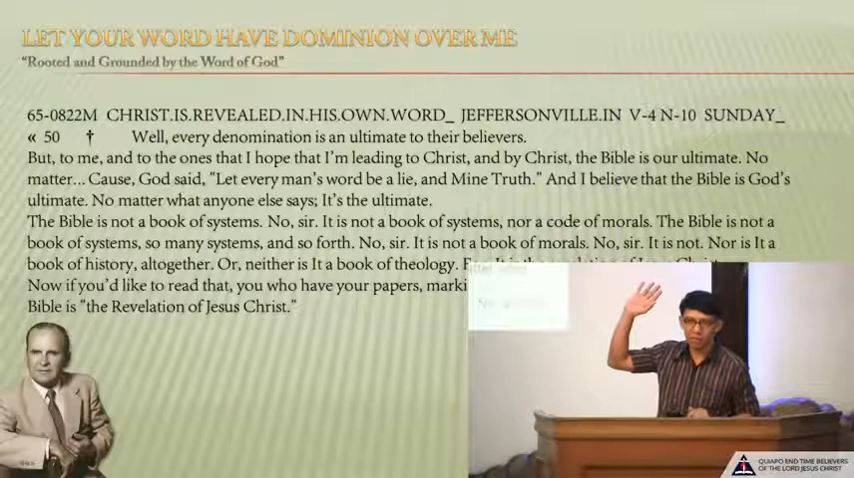 LET YOUR WORD HAVE DOMINION OVER ME
"Rooted and Grounded by the Word of God"
65-0822M CHRIST.IS.REVEALED.IN.HIS.OWN.WORD_ JEFFERSONVILLE.IN V-4 N-10 SUNDAY_
« 50 † Well, every denomination is an ultimate to their believers.
But, to me, and to the ones that I hope that I'm leading to Christ, and by Christ, the Bible is our ultimate. No
matter... Cause, God said, "Let every man's word be a lie, and Mine Truth." And I believe that the Bible is God's
ultimate. No matter what anyone else says; It's the ultimate.
The Bible is not a book of systems. No, sir. It is not a book of systems, nor a code of morals. The Bible is not a
book of systems, so many systems, and so forth. No, sir. It is not a book of morals. No, sir. It is not. Nor is It a
book of history, altogether. Or, neither is It a book of theology.
Now if you'd like to read that, you who have your papers,
Bible is "the Revelation of Jesus Christ."
QUIAPO END TIME BELIEVERS
OF THE LORD JESUS CHRIST